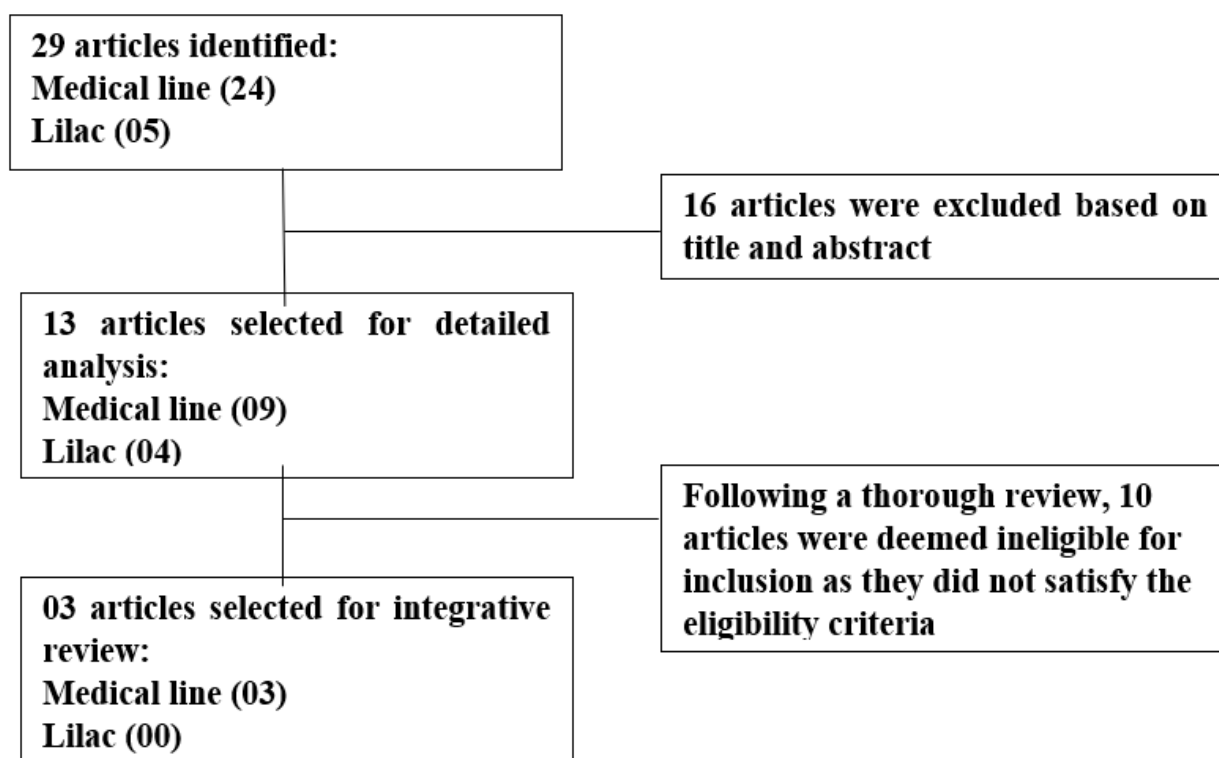 29 articles identified:
Medical line (24)
Lilac (05)
16 articles were excluded based on
title and abstract
13 articles selected for detailed
analysis:
Medical line (09)
Lilac (04)
Following a thorough review, 10
articles were deemed ineligible for
inclusion as they did not satisfy the
eligibility criteria
03 articles selected for integrative
review:
Medical line (03)
Lilac (00)